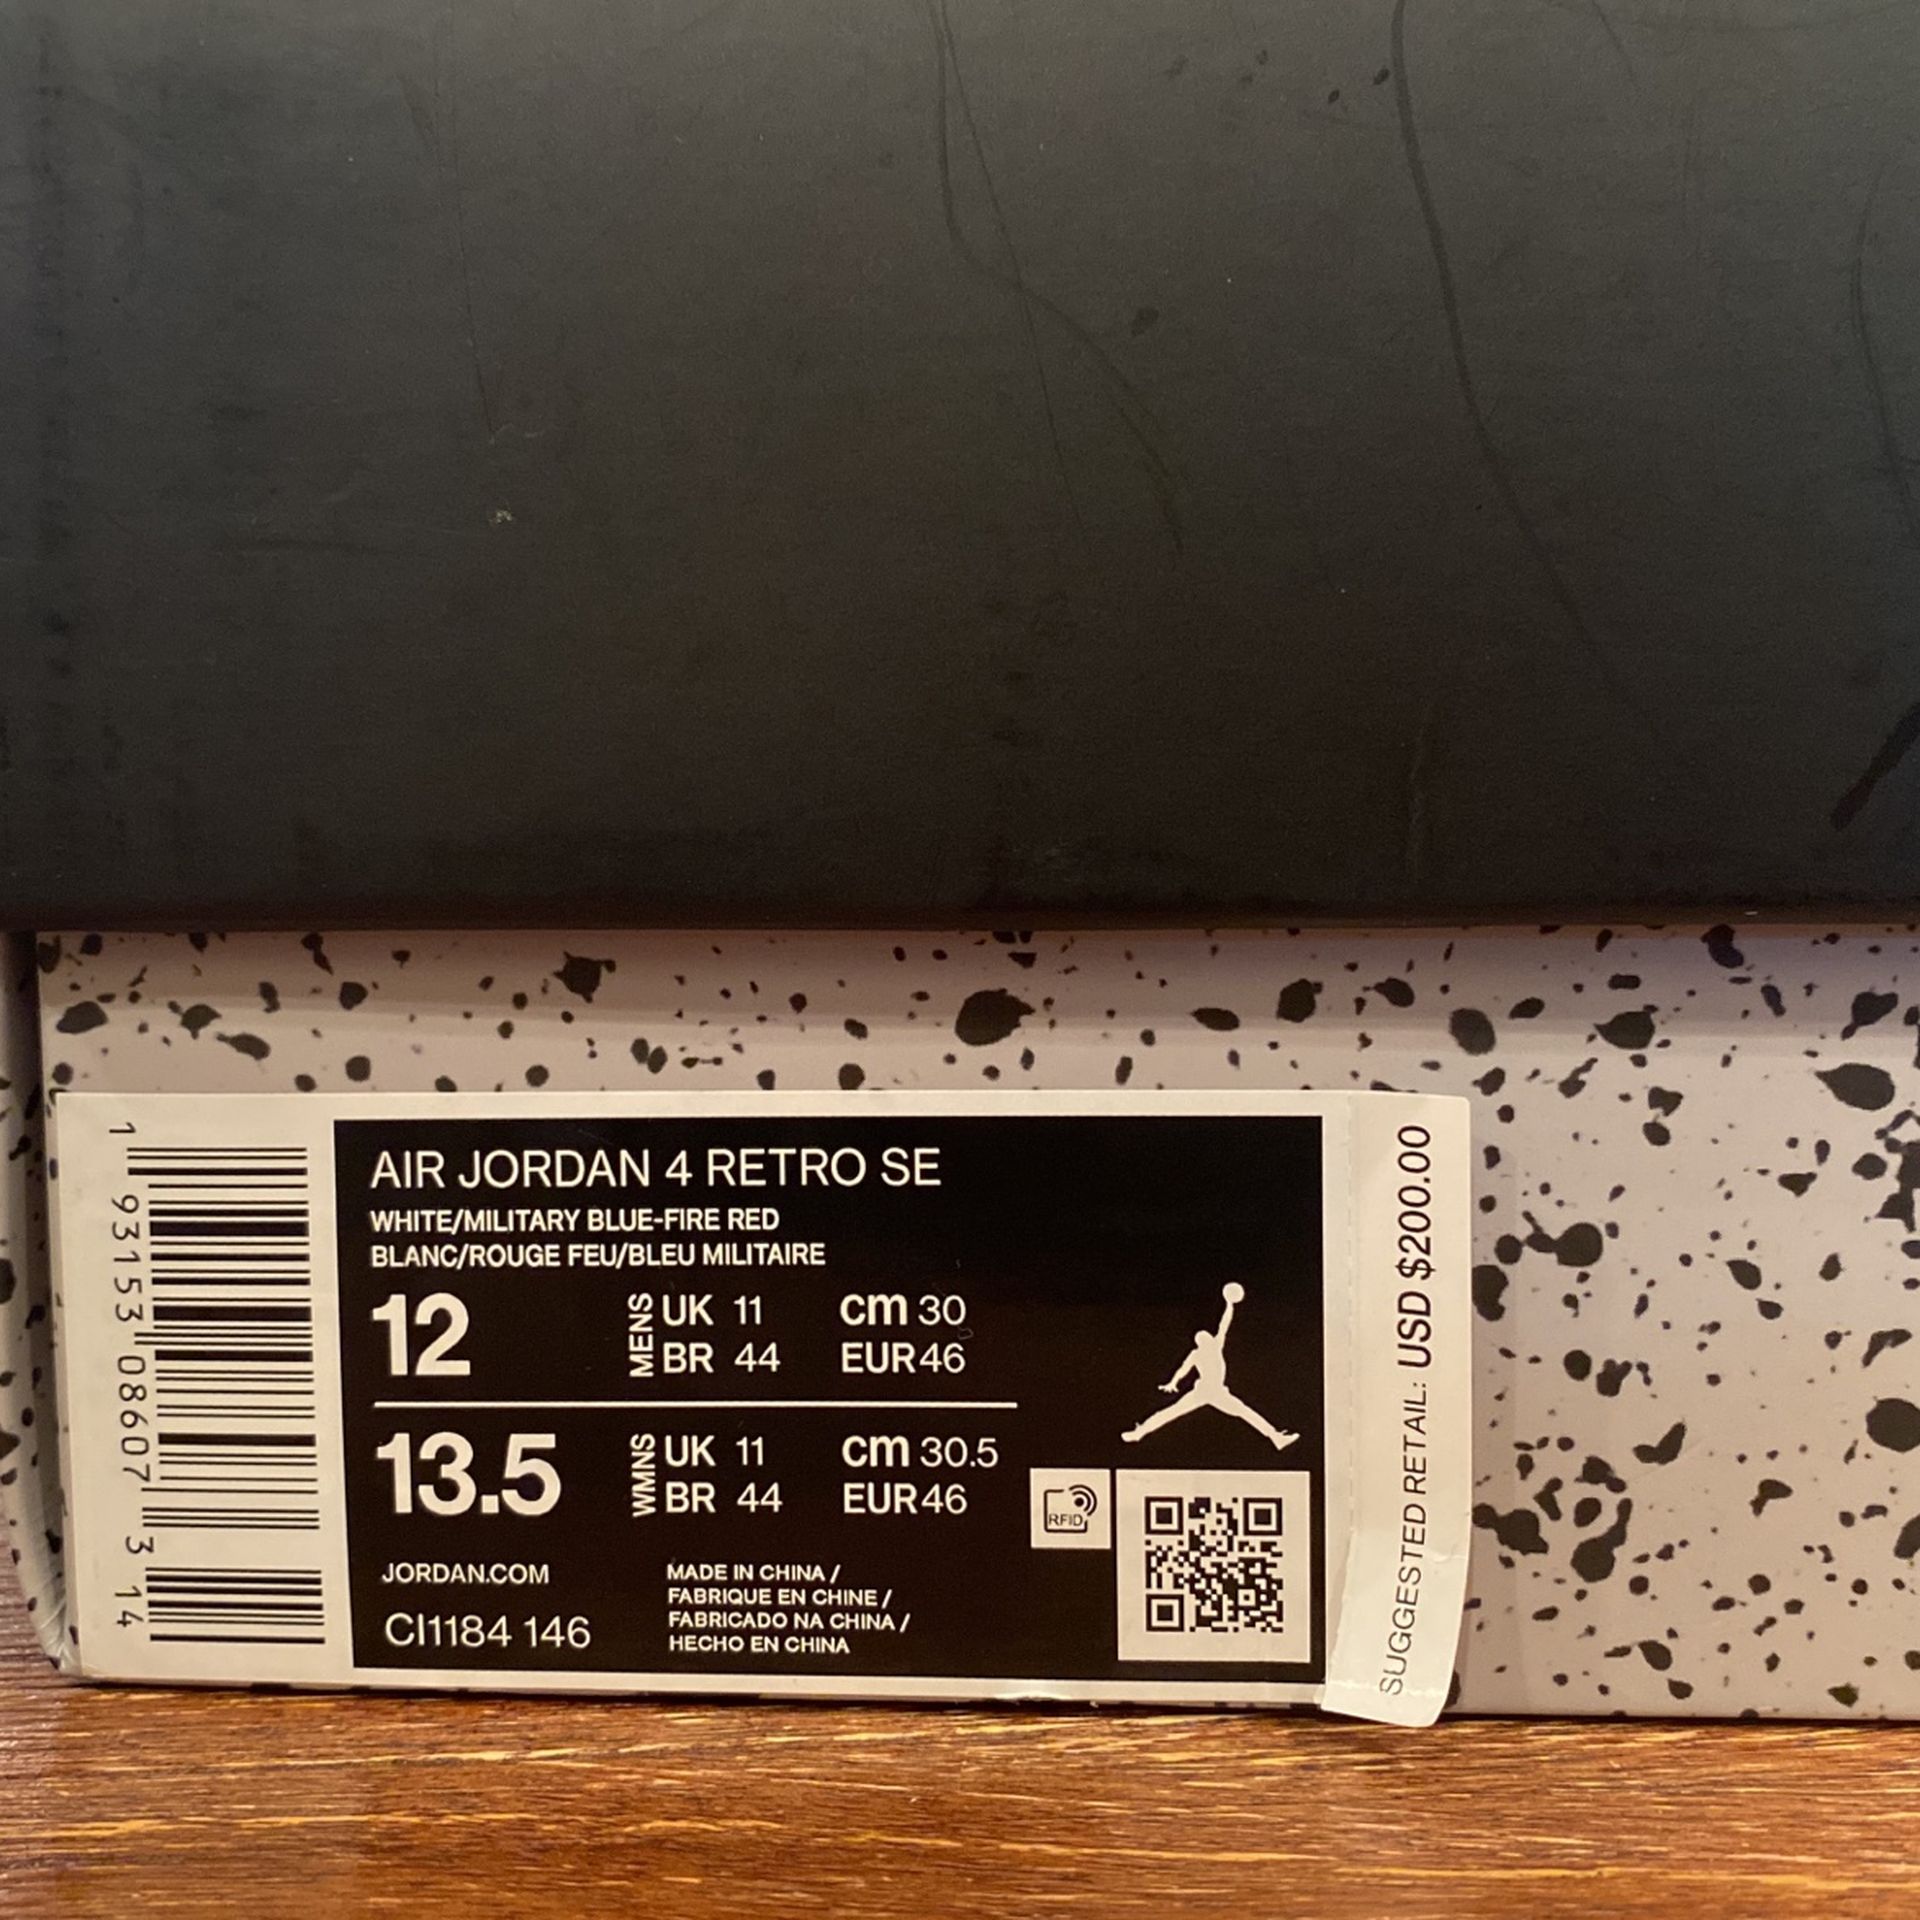 AIR JORDAN 4 RETRO SE
WHITE/MILITARY BLUE-FIRE RED
BLANC/ROUGE FEU/BLEU MILITAIRE
12 MENS UK 11 cm 30
BR 44 EUR 46
13.5 WMNS UK 11 cm 30.5
BR 44 EUR 46
JORDAN.COM
CI1184 146
MADE IN CHINA /
FABRIQUE EN CHINE /
FABRICADO NA CHINA /
HECHO EN CHINA
RFID
1 93153 08607 3 14
SUGGESTED RETAIL: USD $200.00